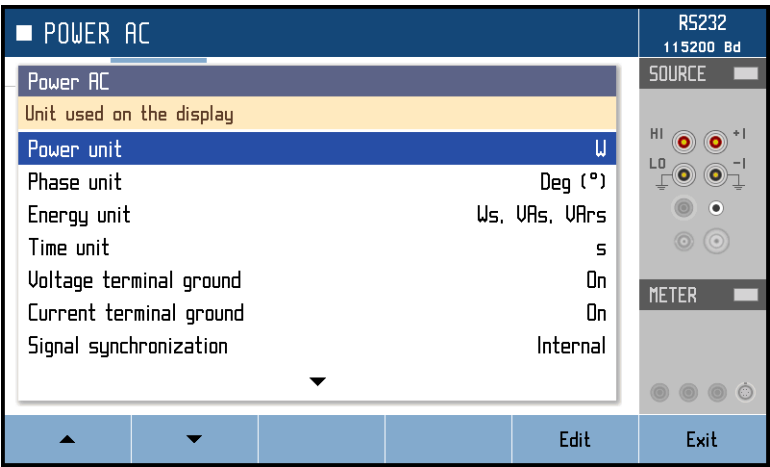 POWER AC
RS232
115200 Bd
Power AC
Unit used on the display
Power unit W
Phase unit Deg (°)
Energy unit Ws, VAs, VArs
Time unit s
Voltage terminal ground On
Current terminal ground On
Signal synchronization Internal
SOURCE
HI +I
LO -I
METER
Edit
Exit